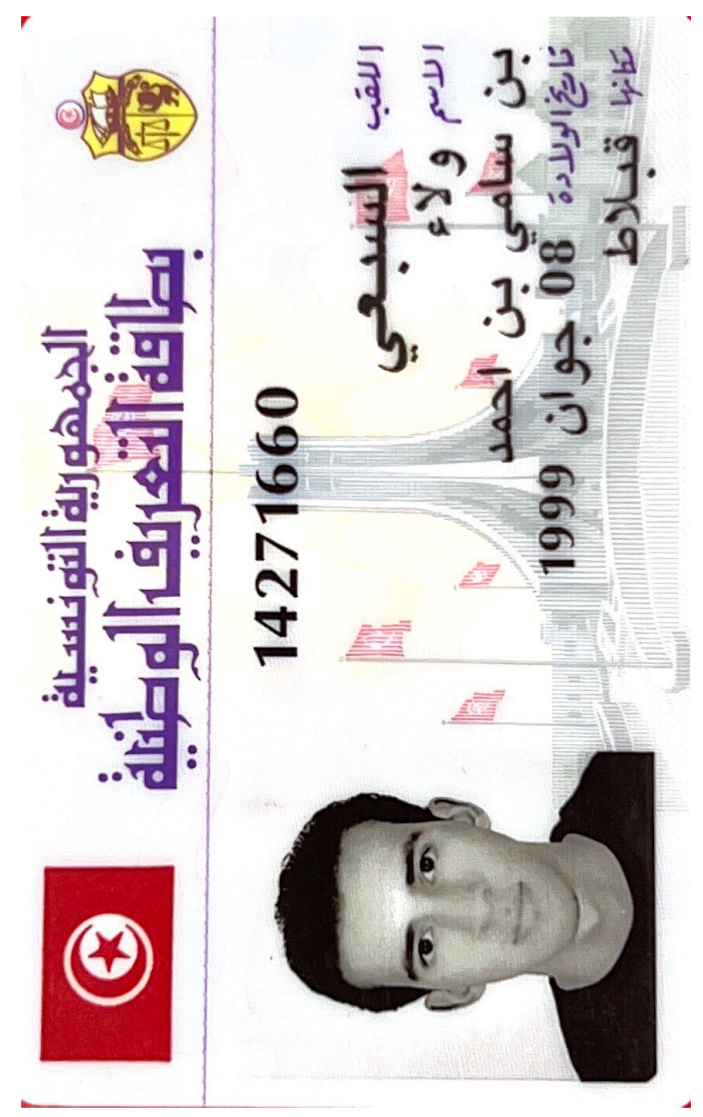 الجمهورية التونسية
بطاقة التعريف الوطنية
14271660
اللقب السبعي
الاسم ولاء
بن سامي بن احمد
تاريخ الولادة 08 جوان 1999
مكانها قبلاط